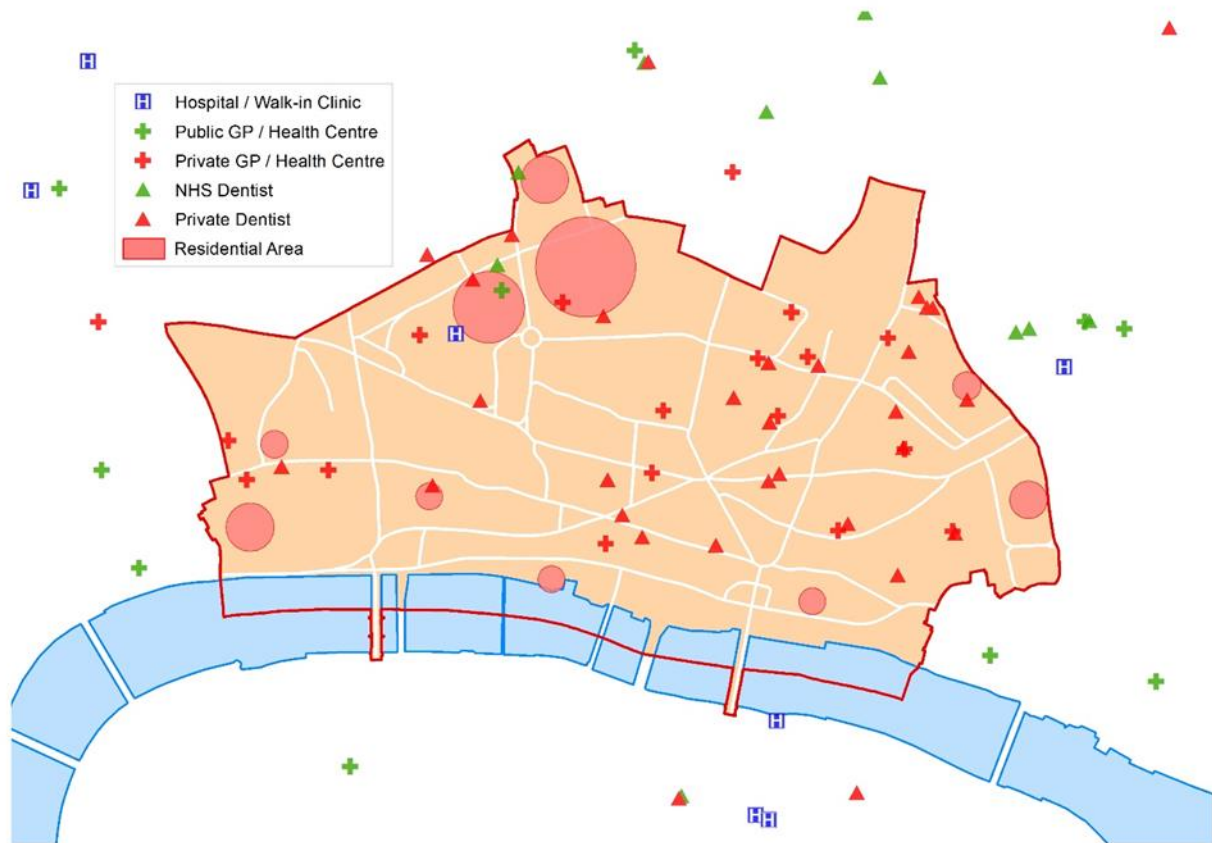 Hospital / Walk-in Clinic
Public GP / Health Centre
Private GP / Health Centre
NHS Dentist
Private Dentist
Residential Area